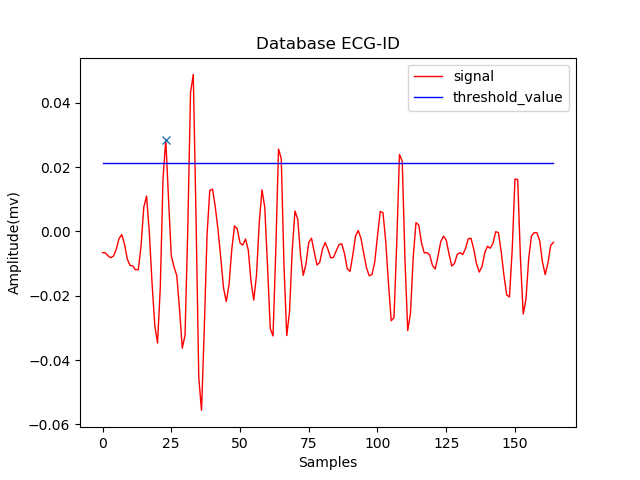 Database ECG-ID
signal
threshold_value
Amplitude(mv)
0.04
0.02
0.00
−0.02
−0.04
−0.06
0 25 50 75 100 125 150
Samples